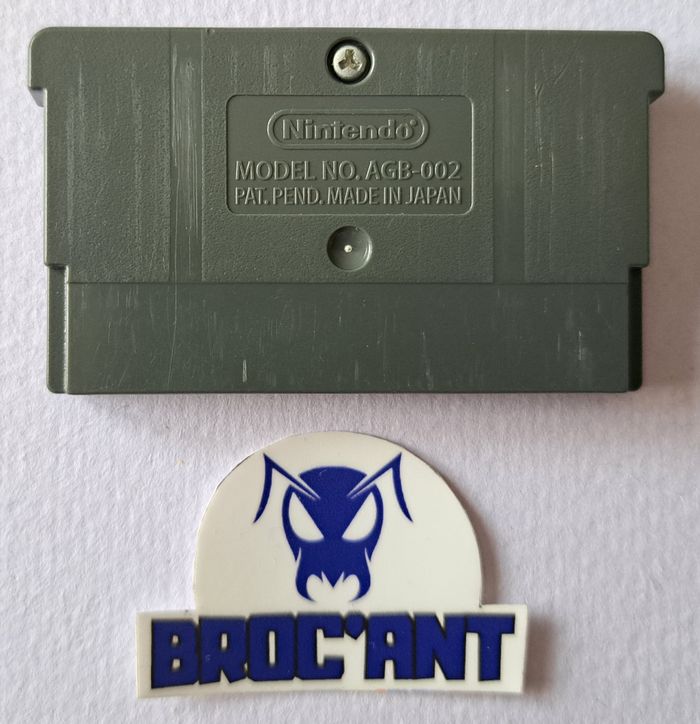 Nintendo®
MODEL NO. AGB-002
PAT. PEND. MADE IN JAPAN
BROC'ANT